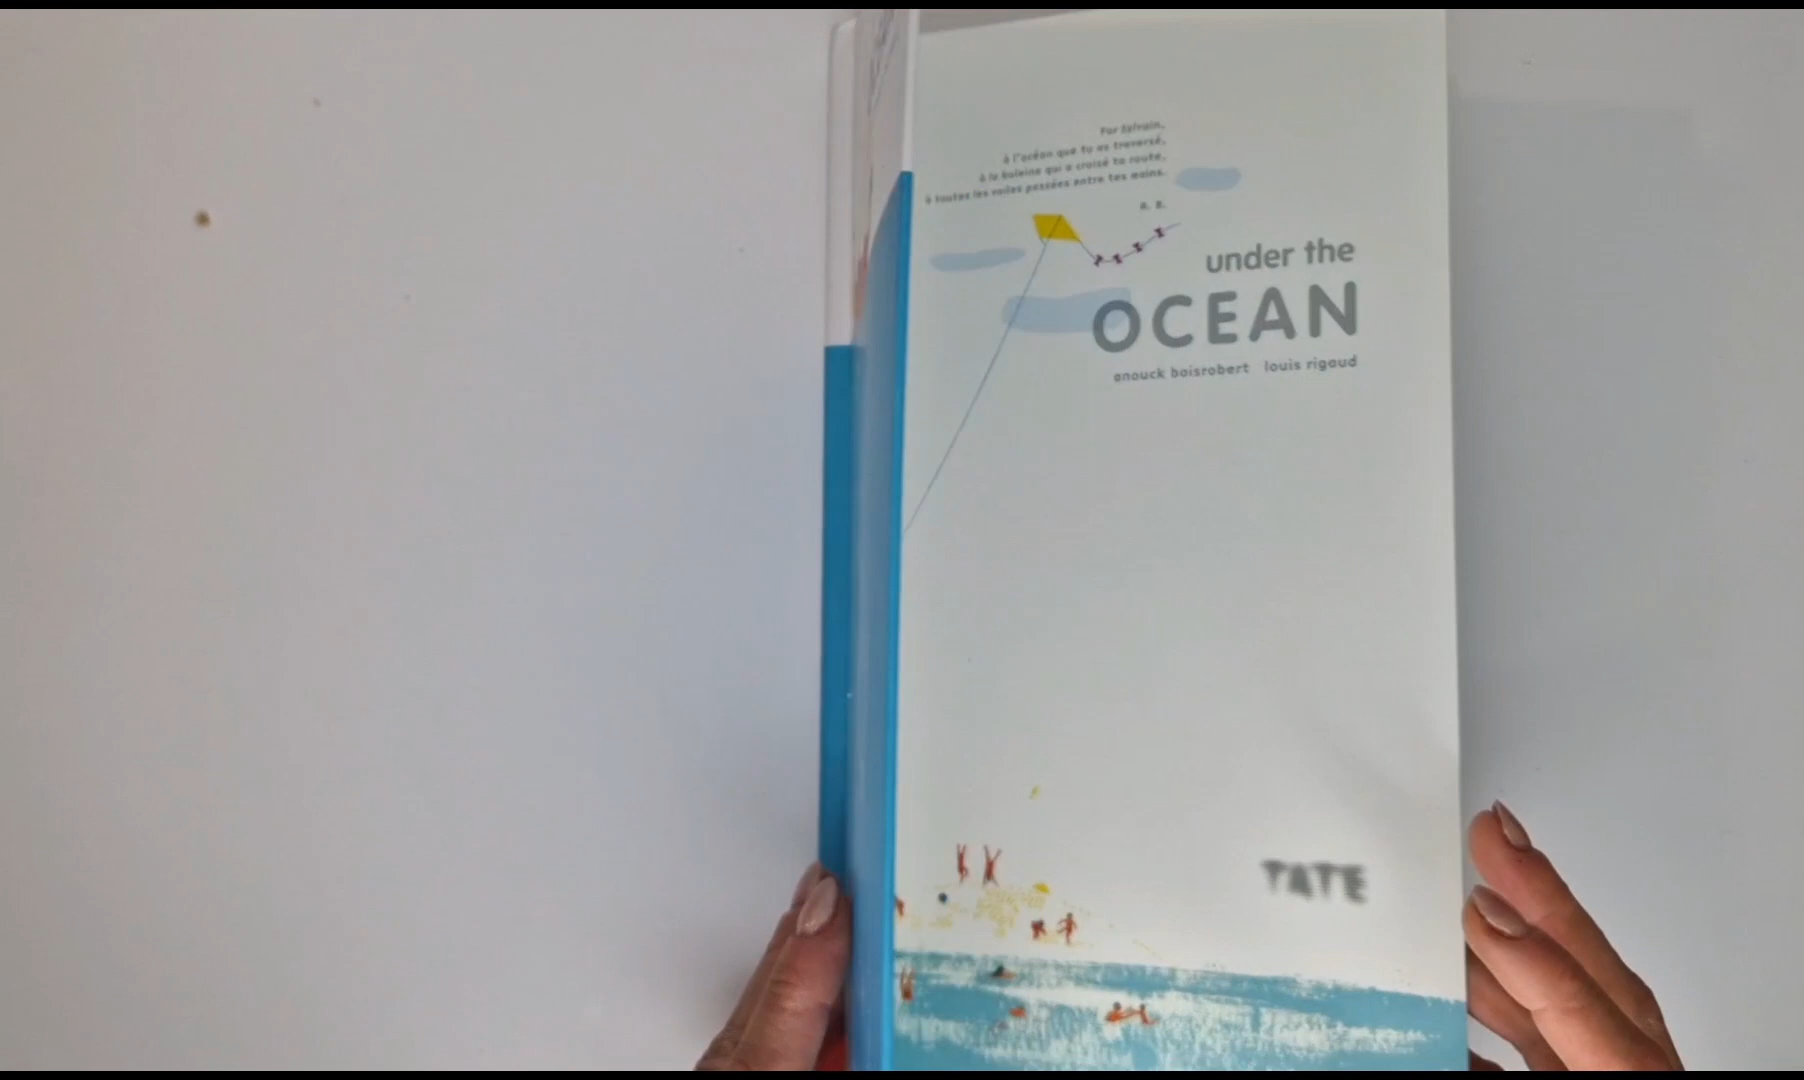 For Sylvain,
à l'océan que tu as traversé,
à la baleine qui a croisé ta route,
à toutes les voiles passées entre tes mains.
A. B.
under the
OCEAN
anouck boisrobert louis rigaud
TATE